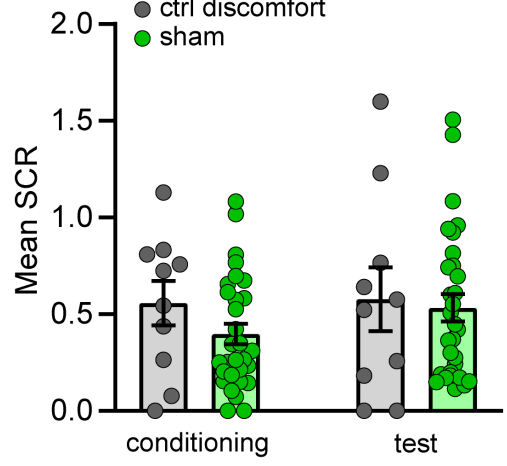 ctrl discomfort
sham
2.0
1.5
1.0
0.5
0.0
Mean SCR
conditioning
test